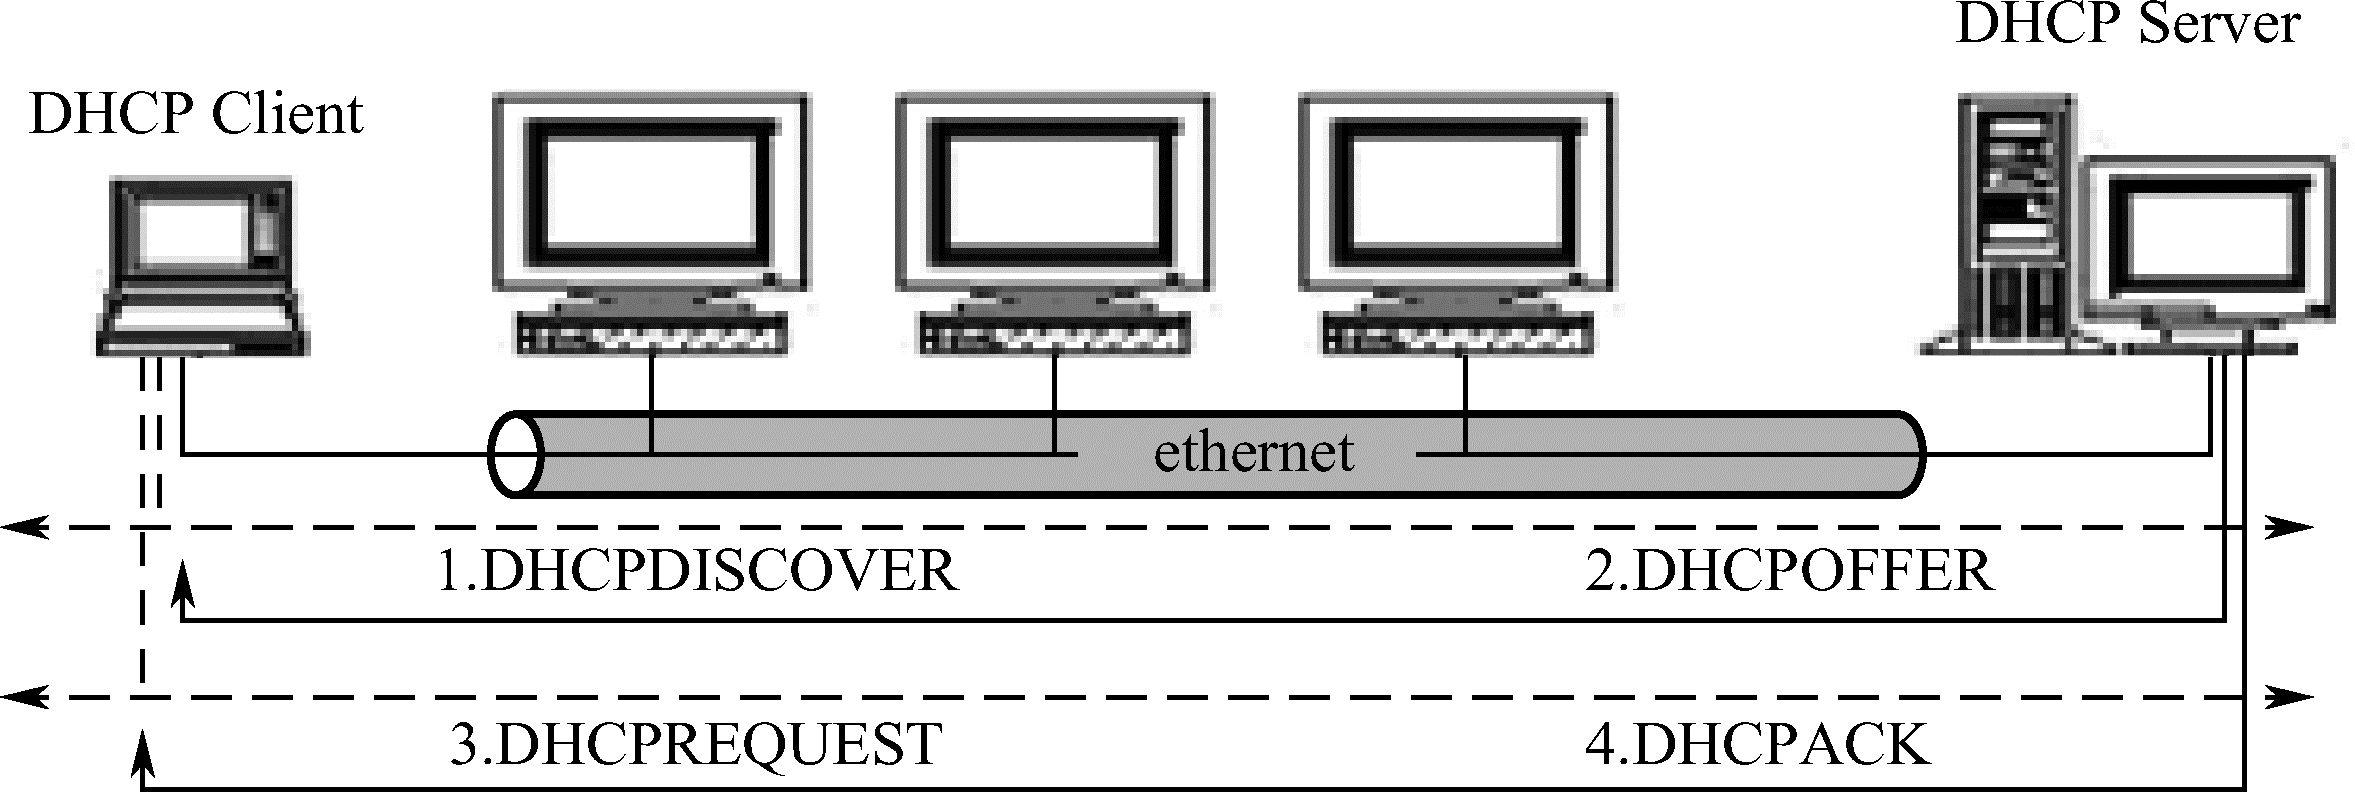 DHCP Server
DHCP Client
ethernet
1.DHCPDISCOVER
2.DHCPOFFER
3.DHCPREQUEST
4.DHCPACK